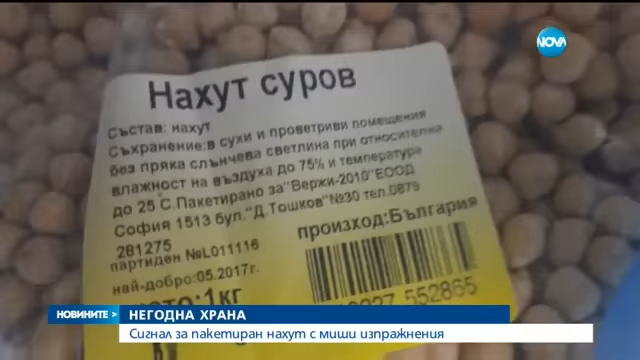 NOVA
Нахут суров
Състав: нахут
Съхранение:в сухи и проветриви помещения
без пряка слънчева светлина при относителна
влажност на въздуха до 75% и температура
до 25°C.Пакетирано за"Вержи-2010"ЕООД
София 1513 бул."Д.Тошков"№30 тел.0879
281275
произход:България
партиден №L011116
най-добро:05.2017г.
1кг
552865
НОВИНИТЕ
НЕГОДНА ХРАНА
Сигнал за пакетиран нахут с миши изпражнения